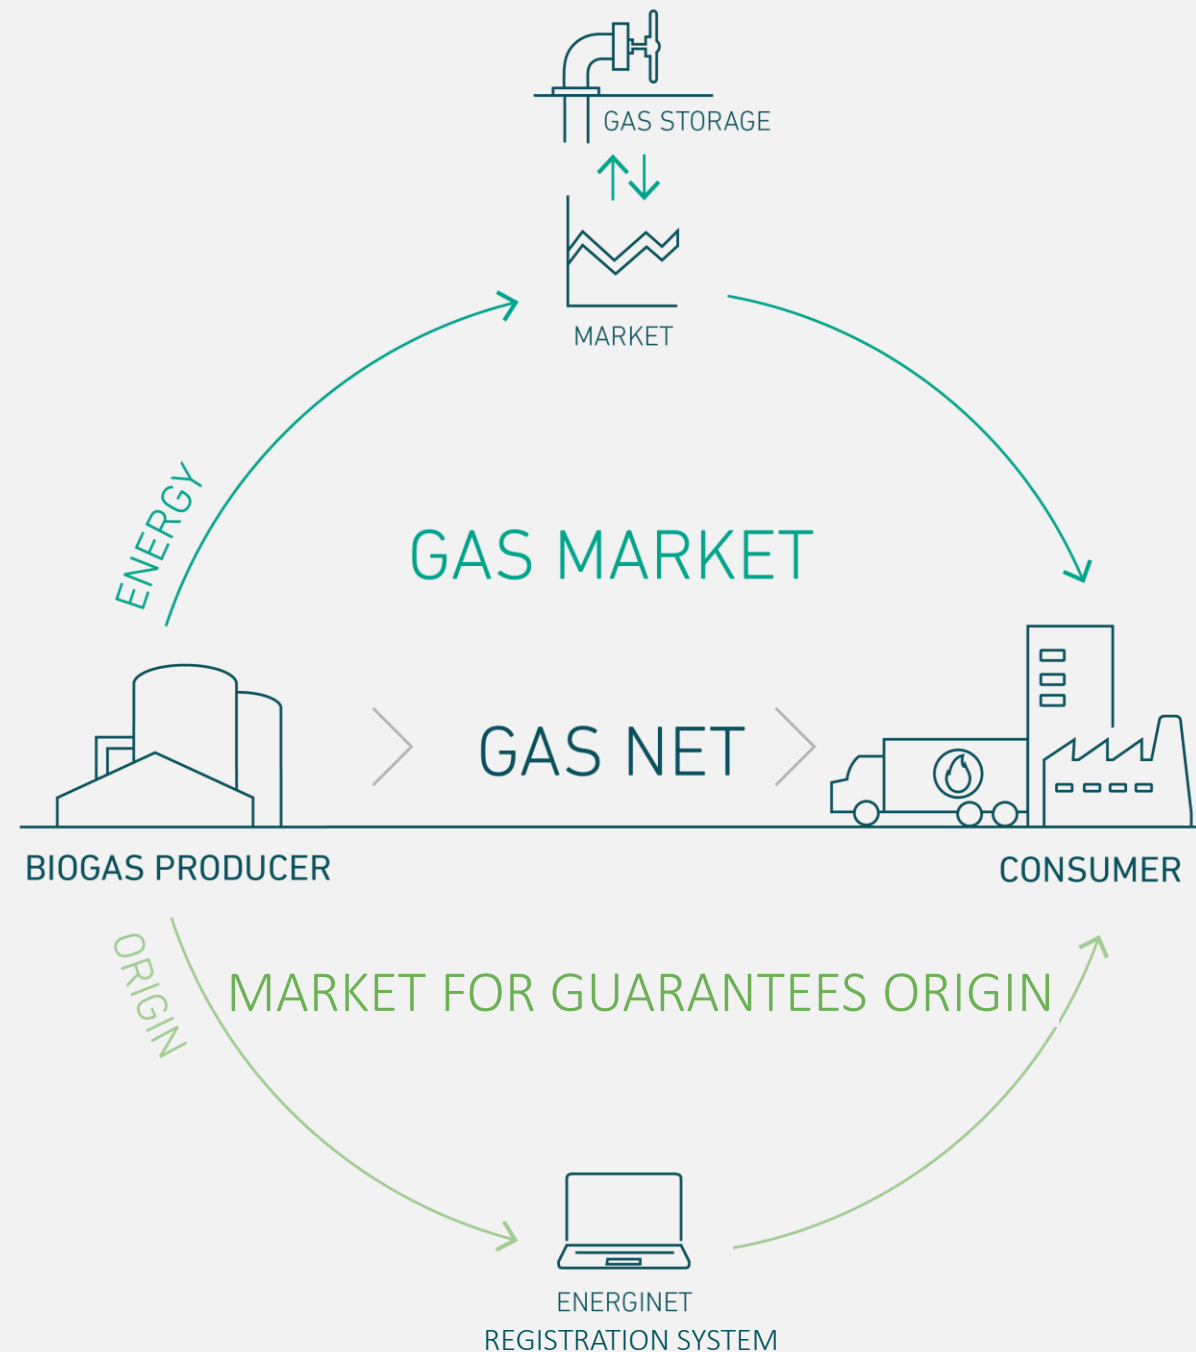 GAS STORAGE
MARKET
ENERGY
GAS MARKET
GAS NET
BIOGAS PRODUCER
CONSUMER
ORIGIN
MARKET FOR GUARANTEES ORIGIN
ENERGINET
REGISTRATION SYSTEM